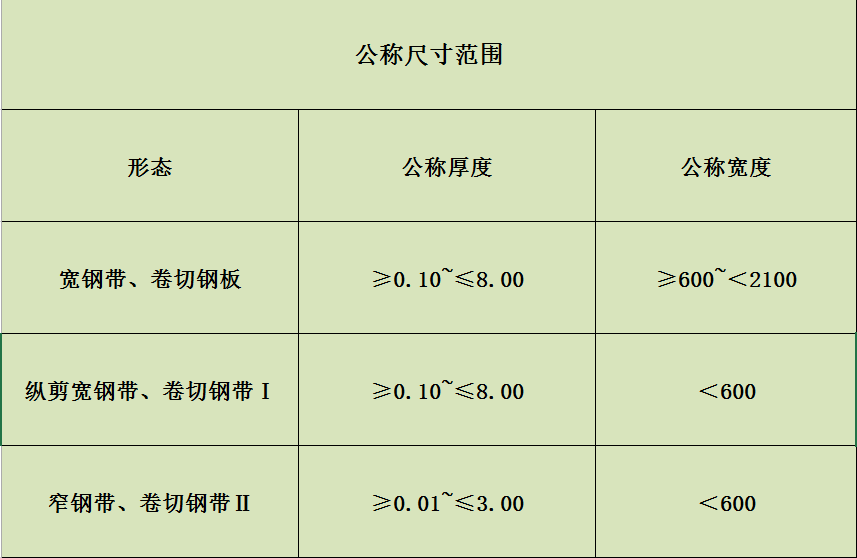 公称尺寸范围
形态 公称厚度 公称宽度
宽钢带、卷切钢板 ≥0.10~≤8.00 ≥600~<2100
纵剪宽钢带、卷切钢带Ⅰ ≥0.10~≤8.00 <600
窄钢带、卷切钢带Ⅱ ≥0.01~≤3.00 <600